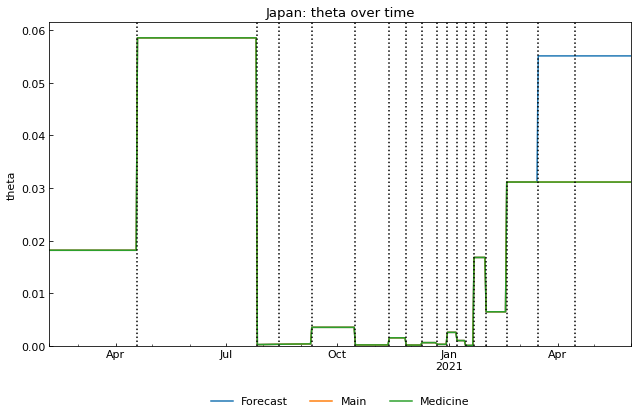 Japan: theta over time
0.06
0.05
0.04
0.03
0.02
0.01
0.00
theta
Apr Jul Oct Jan Apr
2021
Forecast Main Medicine